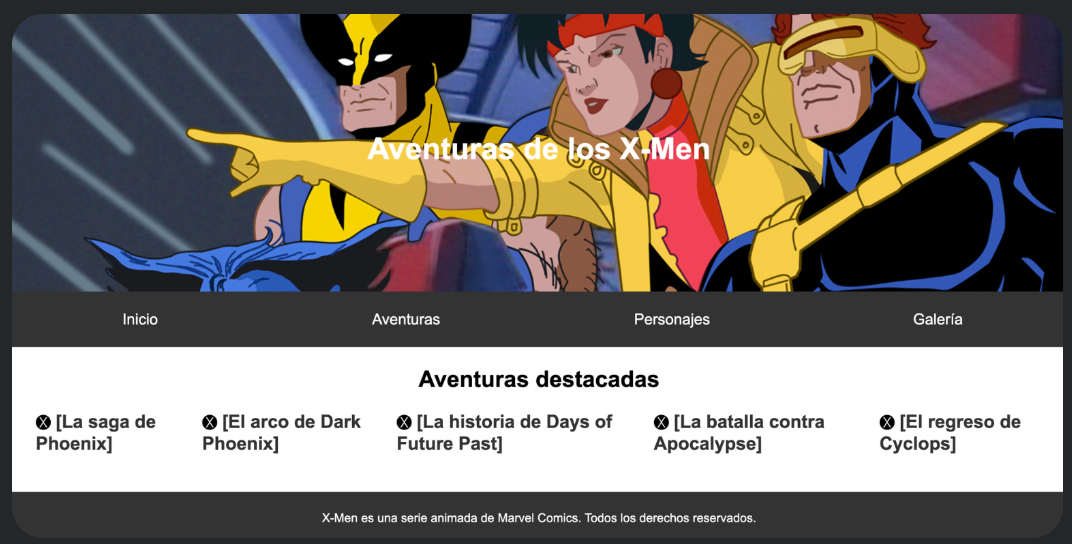 Aventuras de los X-Men
Inicio Aventuras Personajes Galería
Aventuras destacadas
Ⓧ [La saga de
Phoenix]
Ⓧ [El arco de Dark
Phoenix]
Ⓧ [La historia de Days of
Future Past]
Ⓧ [La batalla contra
Apocalypse]
Ⓧ [El regreso de
Cyclops]
X-Men es una serie animada de Marvel Comics. Todos los derechos reservados.